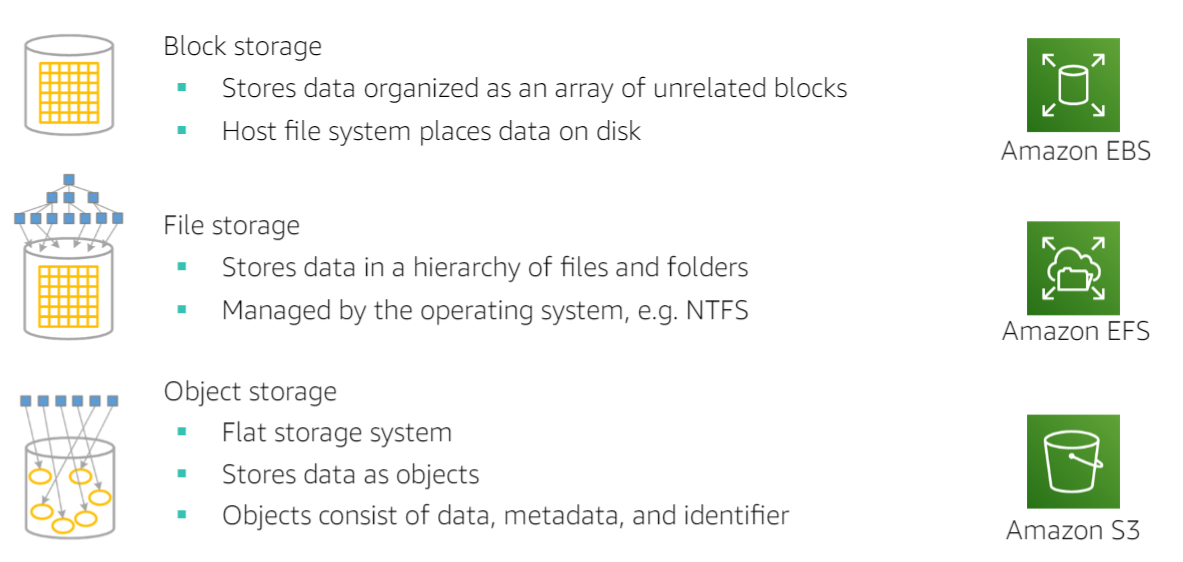 Block storage
▪ Stores data organized as an array of unrelated blocks
▪ Host file system places data on disk
Amazon EBS
File storage
▪ Stores data in a hierarchy of files and folders
▪ Managed by the operating system, e.g. NTFS
Amazon EFS
Object storage
▪ Flat storage system
▪ Stores data as objects
▪ Objects consist of data, metadata, and identifier
Amazon S3